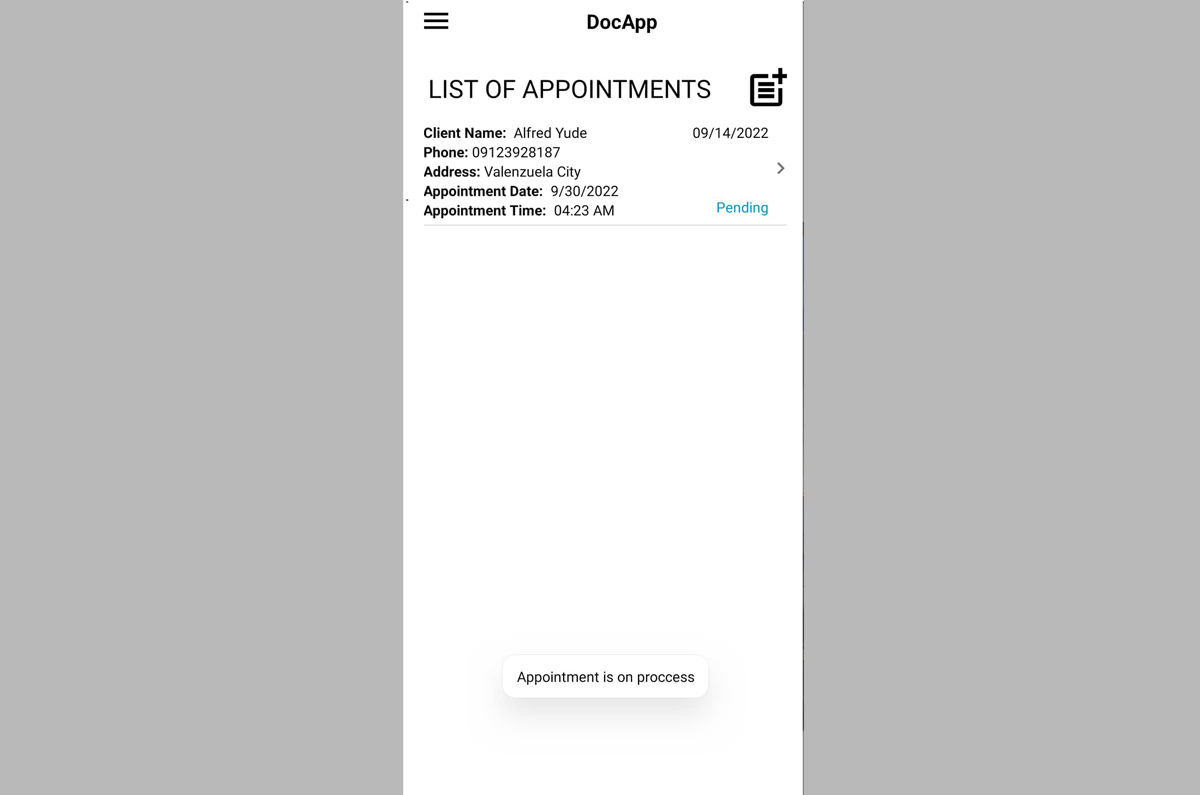 DocApp
LIST OF APPOINTMENTS
Client Name: Alfred Yude 09/14/2022
Phone: 09123928187
Address: Valenzuela City
Appointment Date: 9/30/2022
Appointment Time: 04:23 AM Pending
Appointment is on proccess